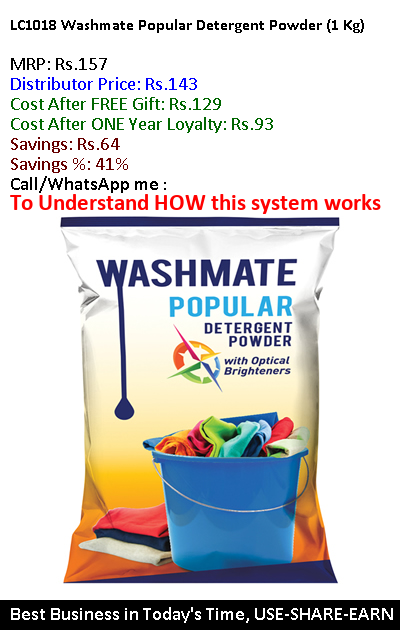 LC1018 Washmate Popular Detergent Powder (1 Kg)
MRP: Rs.157
Distributor Price: Rs.143
Cost After FREE Gift: Rs.129
Cost After ONE Year Loyalty: Rs.93
Savings: Rs.64
Savings %: 41%
Call/WhatsApp me :
To Understand HOW this system works
WASHMATE
POPULAR
DETERGENT
POWDER
with Optical
Brighteners
Best Business in Today's Time, USE-SHARE-EARN